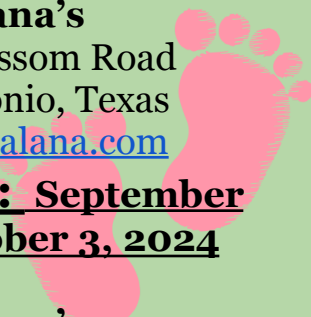 ana's
ssom Road
onio, Texas
alana.com
: September
ober 3, 2024